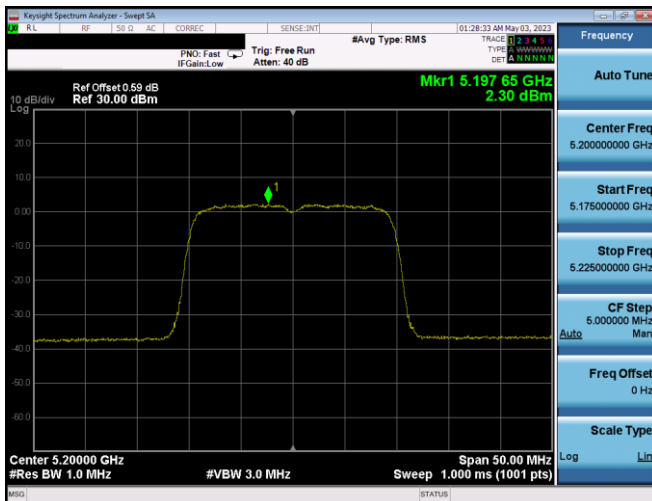 Keysight Spectrum Analyzer - Swept SA
RL RF 50 Ω AC CORREC SENSE:INT 01:28:33 AM May 03, 2023
#Avg Type: RMS
TRACE 1 2 3 4 5 6
PNO: Fast Trig: Free Run
TYPE A WWWWW
IFGain:Low Atten: 40 dB
DET A N N N N N
Mkr1 5.197 65 GHz
2.30 dBm
Ref Offset 0.59 dB
10 dB/div Ref 30.00 dBm
Log
20.0
10.0
0.00
-10.0
-20.0
-30.0
-40.0
-50.0
-60.0
1
Center 5.20000 GHz Span 50.00 MHz
#Res BW 1.0 MHz #VBW 3.0 MHz Sweep 1.000 ms (1001 pts)
MSG STATUS
Frequency
Auto Tune
Center Freq
5.200000000 GHz
Start Freq
5.175000000 GHz
Stop Freq
5.225000000 GHz
CF Step
5.000000 MHz
Auto Man
Freq Offset
0 Hz
Scale Type
Log Lin